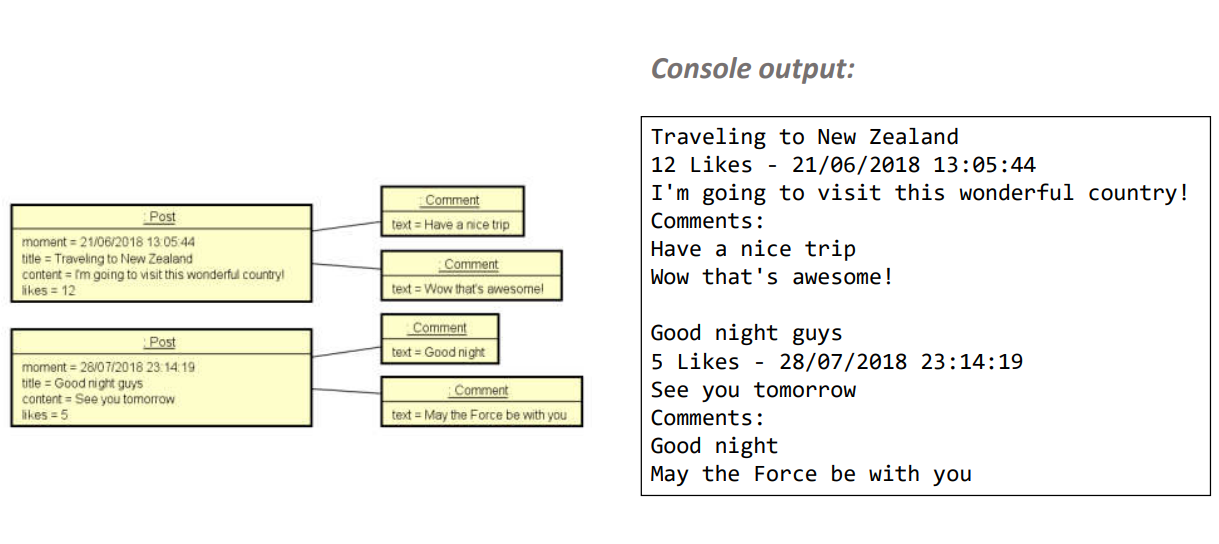 Console output:
: Post
moment = 21/06/2018 13:05:44
title = Traveling to New Zealand
content = I'm going to visit this wonderful country!
likes = 12
: Comment
text = Have a nice trip
: Comment
text = Wow that's awesome!
: Post
moment = 28/07/2018 23:14:19
title = Good night guys
content = See you tomorrow
likes = 5
: Comment
text = Good night
: Comment
text = May the Force be with you
Traveling to New Zealand
12 Likes - 21/06/2018 13:05:44
I'm going to visit this wonderful country!
Comments:
Have a nice trip
Wow that's awesome!
Good night guys
5 Likes - 28/07/2018 23:14:19
See you tomorrow
Comments:
Good night
May the Force be with you